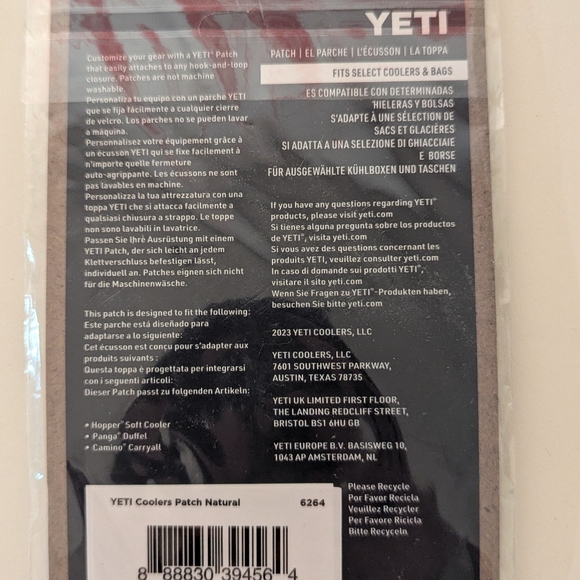 YETI
PATCH | EL PARCHE | L'ÉCUSSON | LA TOPPA
FITS SELECT COOLERS & BAGS
ES COMPATIBLE CON DETERMINADAS
HIELERAS Y BOLSAS
S'ADAPTE À UNE SÉLECTION DE
SACS ET GLACIÈRES
SI ADATTA A UNA SELEZIONE DI GHIACCIAIE
E BORSE
FÜR AUSGEWÄHLTE KÜHLBOXEN UND TASCHEN
Customize your gear with a YETI® Patch
that easily attaches to any hook-and-loop
closure. Patches are not machine
washable.
Personaliza tu equipo con un parche YETI
que se fija fácilmente a cualquier cierre
de velcro. Los parches no se pueden lavar
a máquina.
Personnalisez votre équipement grâce à
un écusson YETI qui se fixe facilement à
n'importe quelle fermeture
auto-agrippante. Les écussons ne sont
pas lavables en machine.
Personalizza la tua attrezzatura con una
toppa YETI che si attacca facilmente a
qualsiasi chiusura a strappo. Le toppe
non sono lavabili in lavatrice.
Passen Sie Ihre Ausrüstung mit einem
YETI Patch, der sich leicht an jedem
Klettverschluss befestigen lässt,
individuell an. Patches eignen sich nicht
für die Maschinenwäsche.
This patch is designed to fit the following:
Este parche está diseñado para
adaptarse a lo siguiente:
Cet écusson est conçu pour s'adapter aux
produits suivants :
Questa toppa è progettata per integrarsi
con i seguenti articoli:
Dieser Patch passt zu folgenden Artikeln:
• Hopper™ Soft Cooler
• Panga™ Duffel
• Camino™ Carryall
If you have any questions regarding YETI®
products, please visit yeti.com
Si tienes alguna pregunta sobre los productos
de YETI®, visita yeti.com
Si vous avez des questions concernant les
produits YETI, veuillez consulter yeti.com
In caso di domande sui prodotti YETI®,
visitare il sito yeti.com
Wenn Sie Fragen zu YETI®-Produkten haben,
besuchen Sie bitte yeti.com
2023 YETI COOLERS, LLC
YETI COOLERS, LLC
7601 SOUTHWEST PARKWAY,
AUSTIN, TEXAS 78735
YETI UK LIMITED FIRST FLOOR,
THE LANDING REDCLIFF STREET,
BRISTOL BS1 6HU GB
YETI EUROPE B.V. BASISWEG 10,
1043 AP AMSTERDAM, NL
Please Recycle
Por Favor Recicla
Veuillez Recycler
Per Favore Ricicla
Bitte Recyceln
YETI Coolers Patch Natural 6264
8 88830 39456 4